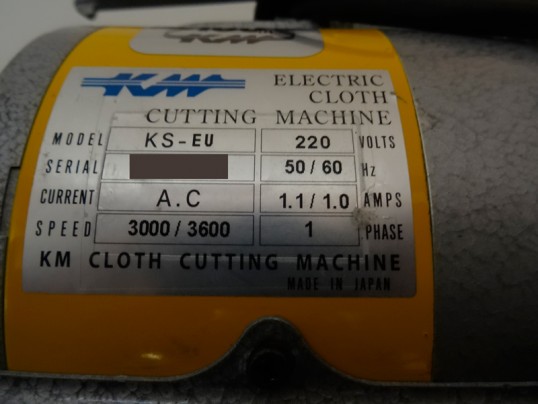 KM ELECTRIC
CLOTH
CUTTING MACHINE
MODEL KS-EU 220 VOLTS
SERIAL 50/60 Hz
CURRENT A.C 1.1/1.0 AMPS
SPEED 3000/3600 1 PHASE
KM CLOTH CUTTING MACHINE
MADE IN JAPAN